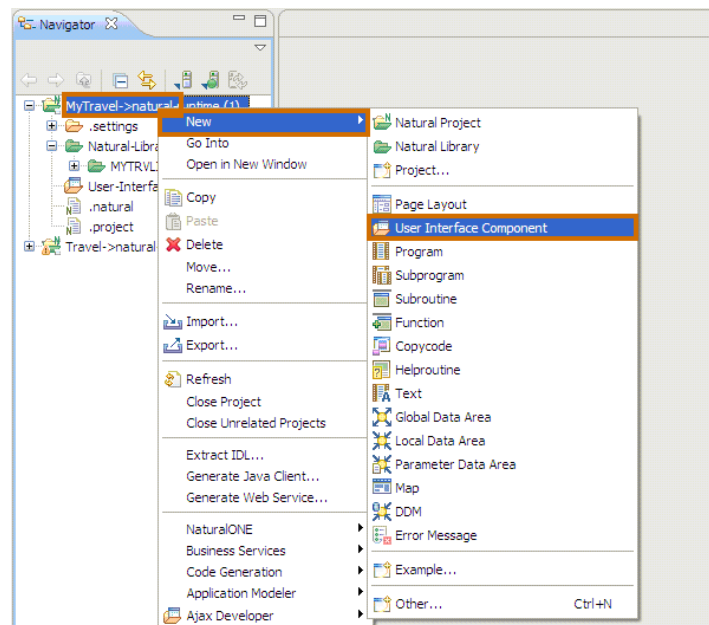 Navigator
MyTravel->natural-runtime (1)
.settings
Natural-Libra
MYTRVLI
User-Interfa
.natural
.project
Travel->natural
New
Go Into
Open in New Window
Copy
Paste
Delete
Move...
Rename...
Import...
Export...
Refresh
Close Project
Close Unrelated Projects
Extract IDL...
Generate Java Client...
Generate Web Service...
NaturalONE
Business Services
Code Generation
Application Modeler
Ajax Developer
Natural Project
Natural Library
Project...
Page Layout
User Interface Component
Program
Subprogram
Subroutine
Function
Copycode
Helproutine
Text
Global Data Area
Local Data Area
Parameter Data Area
Map
DDM
Error Message
Example...
Other... Ctrl+N